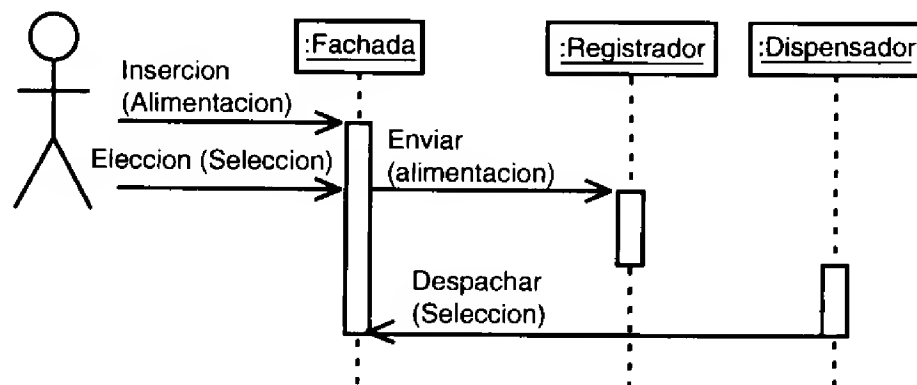 :Fachada
:Registrador
:Dispensador
Insercion
(Alimentacion)
Eleccion (Seleccion)
Enviar
(alimentacion)
Despachar
(Seleccion)